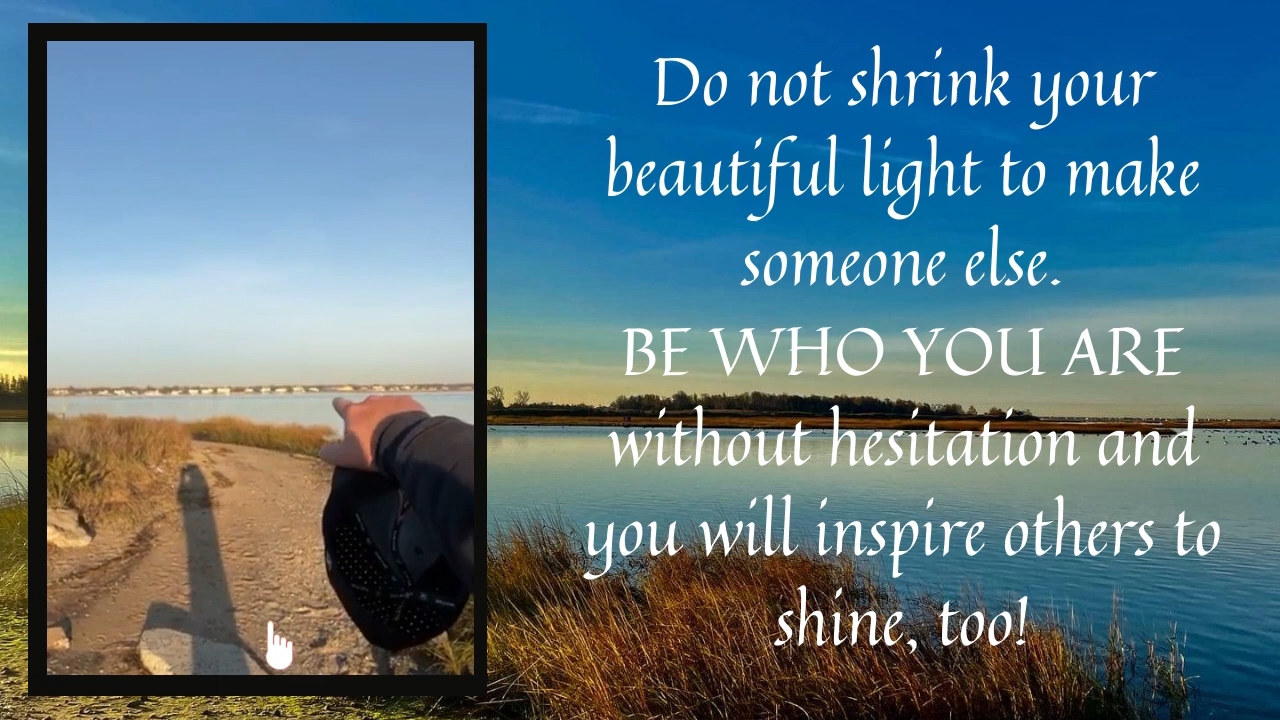 Do not shrink your
beautiful light to make
someone else.
BE WHO YOU ARE
without hesitation and
you will inspire others to
shine, too!